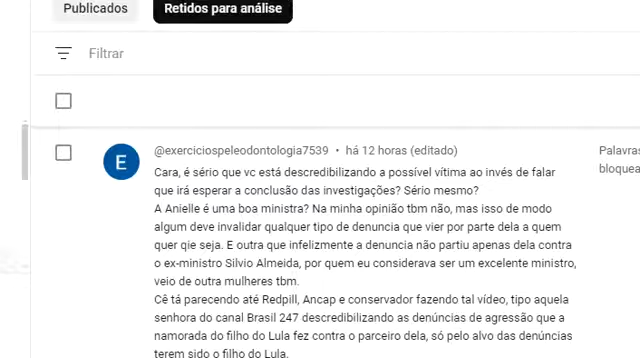 Publicados
Retidos para análise
Filtrar
@exerciciospeleodontologia7539 • há 12 horas (editado)
Palavras
bloquea
Cara, é sério que vc está descredibilizando a possível vítima ao invés de falar
que irá esperar a conclusão das investigações? Sério mesmo?
A Anielle é uma boa ministra? Na minha opinião tbm não, mas isso de modo
algum deve invalidar qualquer tipo de denuncia que vier por parte dela a quem
quer qie seja. E outra que infelizmente a denuncia não partiu apenas dela contra
o ex-ministro Silvio Almeida, por quem eu considerava ser um excelente ministro,
veio de outra mulheres tbm.
Cê tá parecendo até Redpill, Ancap e conservador fazendo tal vídeo, tipo aquela
senhora do canal Brasil 247 descredibilizando as denúncias de agressão que a
namorada do filho do Lula fez contra o parceiro dela, só pelo alvo das denúncias
terem sido o filho do Lula.
E